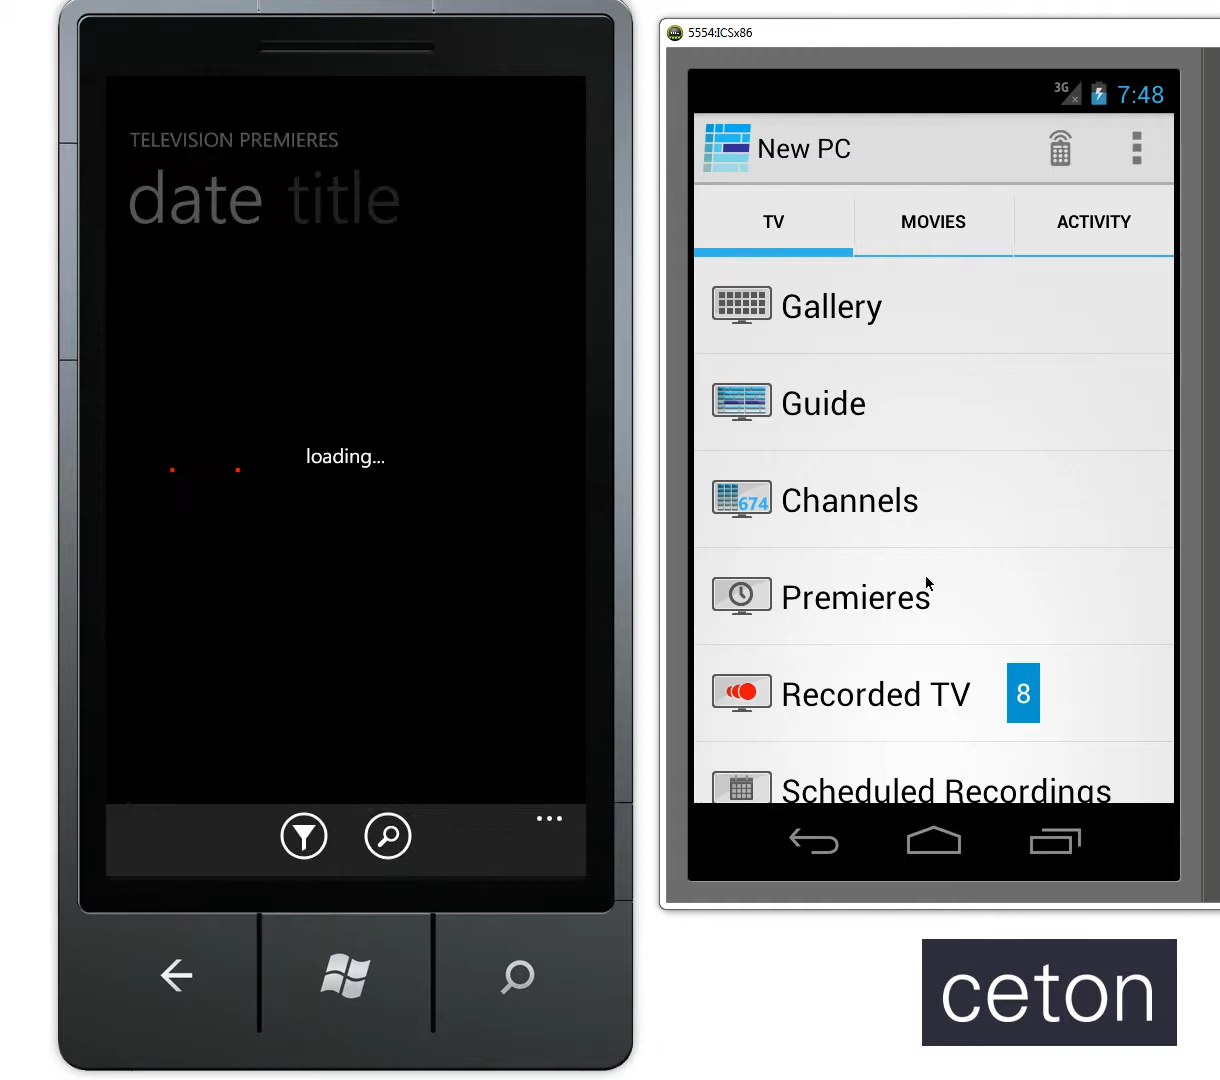 TELEVISION PREMIERES
date title
loading...
5554:ICSx86
3G
7:48
New PC
TV
MOVIES
ACTIVITY
Gallery
Guide
674
Channels
Premieres
Recorded TV
8
Scheduled Recordings
ceton